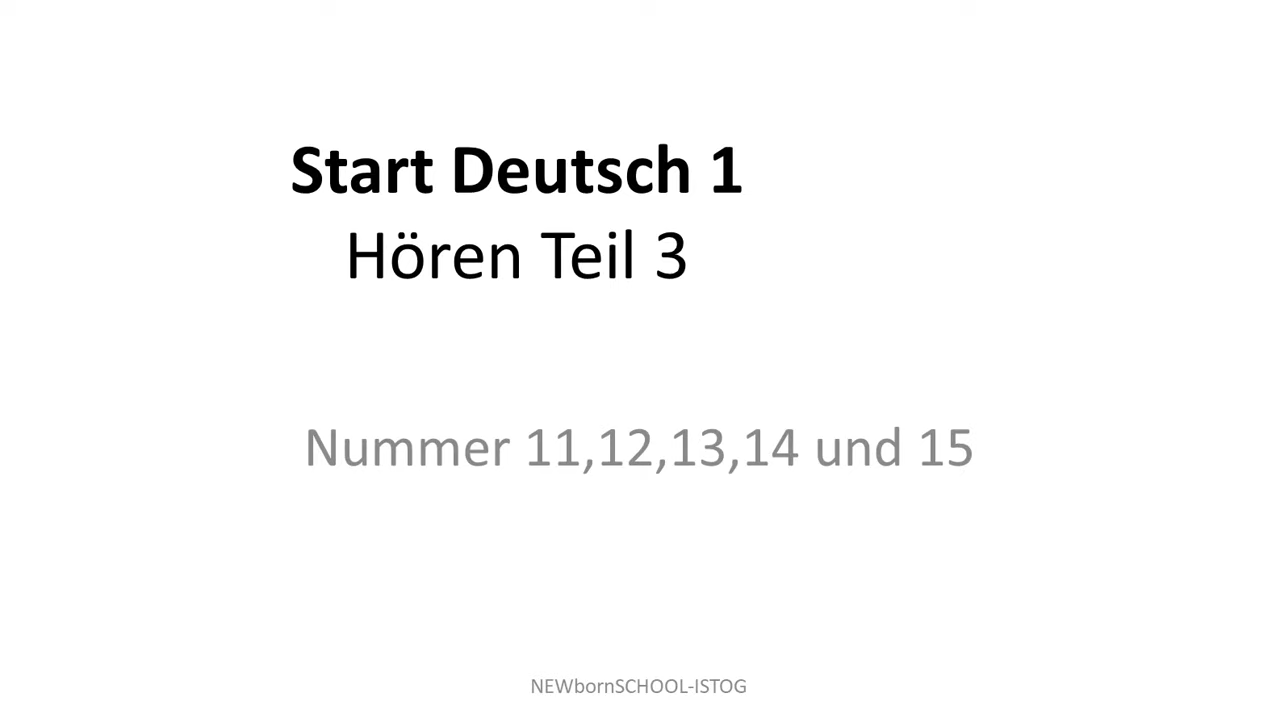 Start Deutsch 1
Hören Teil 3
Nummer 11,12,13,14 und 15
NEWbornSCHOOL-ISTOG